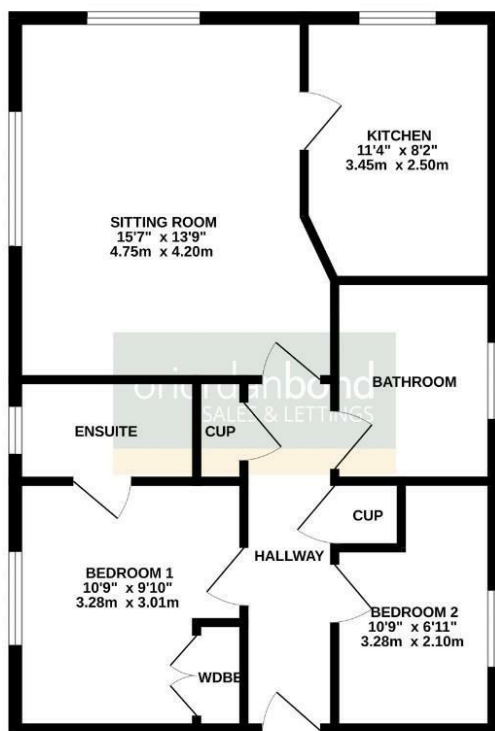 KITCHEN
11'4" x 8'2"
3.45m x 2.50m
SITTING ROOM
15'7" x 13'9"
4.75m x 4.20m
BATHROOM
oriordanbond
SALES & LETTINGS
ENSUITE
CUP
CUP
HALLWAY
BEDROOM 1
10'9" x 9'10"
3.28m x 3.01m
BEDROOM 2
10'9" x 6'11"
3.28m x 2.10m
WDBE